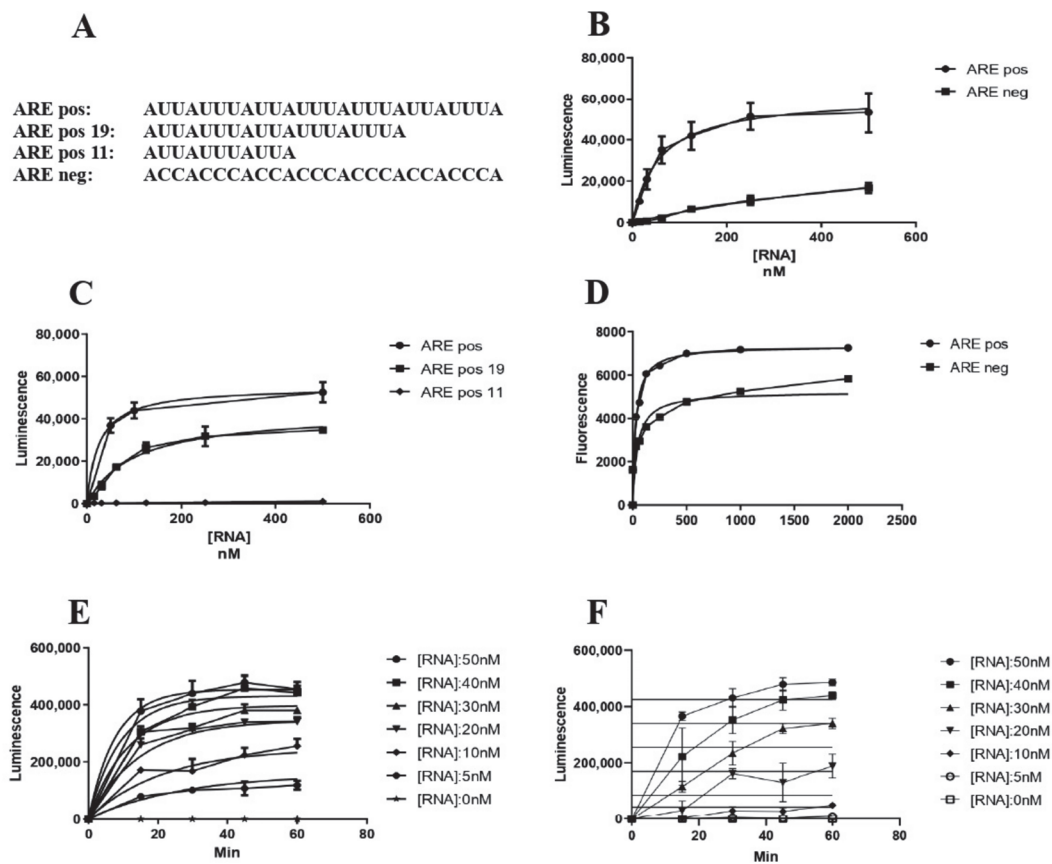 A
ARE pos: AUUAUUUAUUAUUUAUUUAUUAUUUA
ARE pos 19: AUUAUUUAUUAUUUAUUUA
ARE pos 11: AUUAUUUAUUA
ARE neg: ACCACCCACCACCCACCCACCACCCA
B
80,000
60,000
40,000
20,000
0
Luminescence
0 200 400 600
[RNA]
nM
ARE pos
ARE neg
C
80,000
60,000
40,000
20,000
0
Luminescence
0 200 400 600
[RNA]
nM
ARE pos
ARE pos 19
ARE pos 11
D
8000
6000
4000
2000
0
Fluorescence
0 500 1000 1500 2000 2500
ARE pos
ARE neg
E
600,000
400,000
200,000
0
Luminescence
0 20 40 60 80
Min
[RNA]:50nM
[RNA]:40nM
[RNA]:30nM
[RNA]:20nM
[RNA]:10nM
[RNA]:5nM
[RNA]:0nM
F
600,000
400,000
200,000
0
Luminescence
0 20 40 60 80
Min
[RNA]:50nM
[RNA]:40nM
[RNA]:30nM
[RNA]:20nM
[RNA]:10nM
[RNA]:5nM
[RNA]:0nM